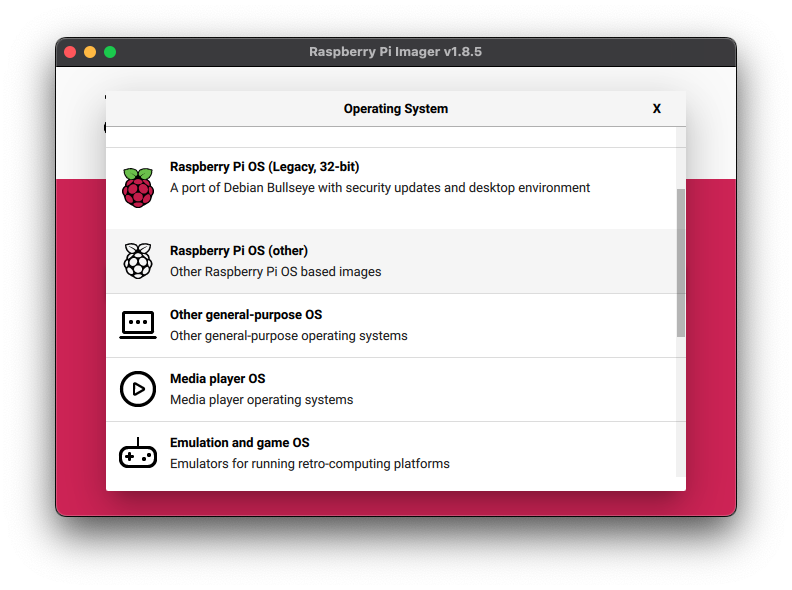 Raspberry Pi Imager v1.8.5
Operating System
X
Raspberry Pi OS (Legacy, 32-bit)
A port of Debian Bullseye with security updates and desktop environment
Raspberry Pi OS (other)
Other Raspberry Pi OS based images
Other general-purpose OS
Other general-purpose operating systems
Media player OS
Media player operating systems
Emulation and game OS
Emulators for running retro-computing platforms